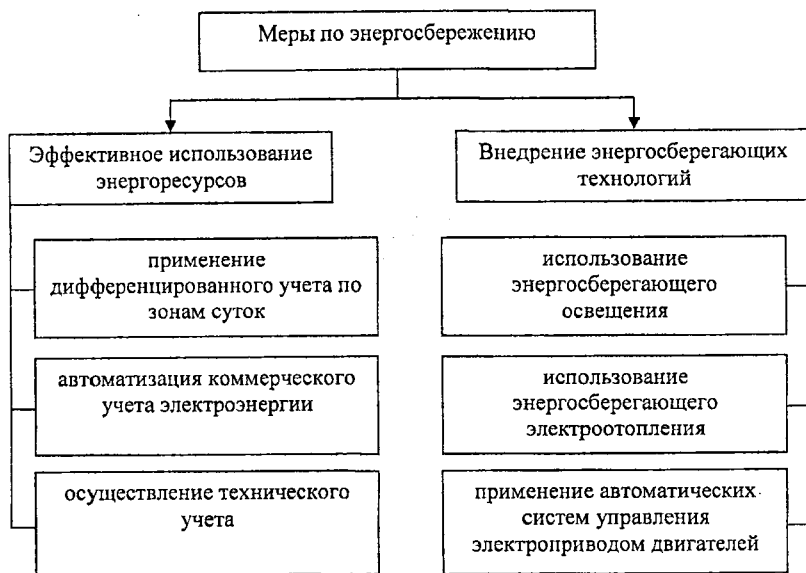 Меры по энергосбережению
Эффективное использование
энергоресурсов
Внедрение энергосберегающих
технологий
применение
дифференцированного учета по
зонам суток
использование
энергосберегающего
освещения
автоматизация коммерческого
учета электроэнергии
использование
энергосберегающего
электроотопления
осуществление технического
учета
применение автоматических
систем управления
электроприводом двигателей